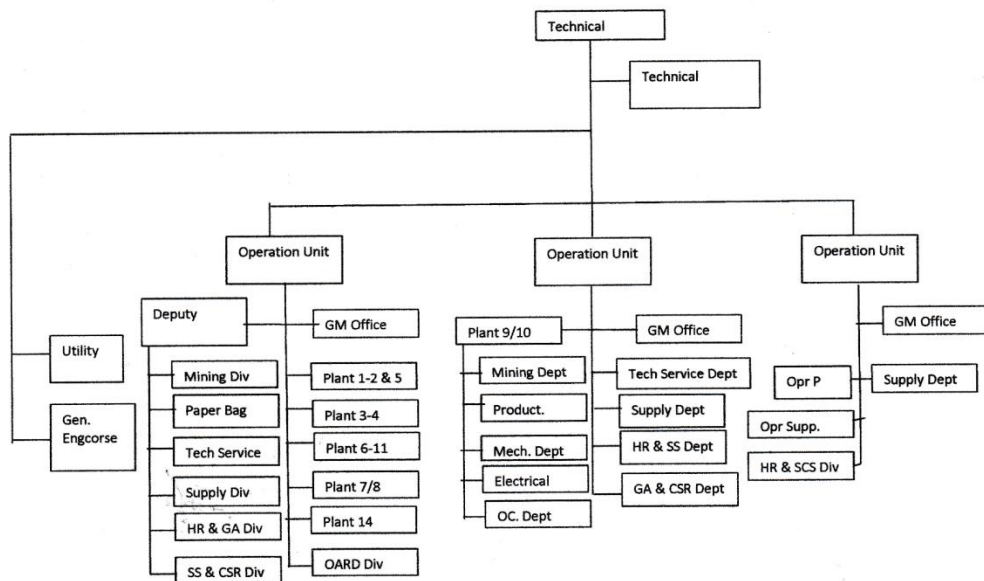 Technical
Technical
Operation Unit
Operation Unit
Operation Unit
Deputy
GM Office
Plant 9/10
GM Office
GM Office
Utility
Mining Div
Plant 1-2 & 5
Mining Dept
Tech Service Dept
Opr P
Supply Dept
Gen.
Engcorse
Paper Bag
Plant 3-4
Product.
Supply Dept
Opr Supp.
Tech Service
Plant 6-11
Mech. Dept
HR & SS Dept
HR & SCS Div
Supply Div
Plant 7/8
Electrical
GA & CSR Dept
HR & GA Div
Plant 14
OC. Dept
SS & CSR Div
OARD Div